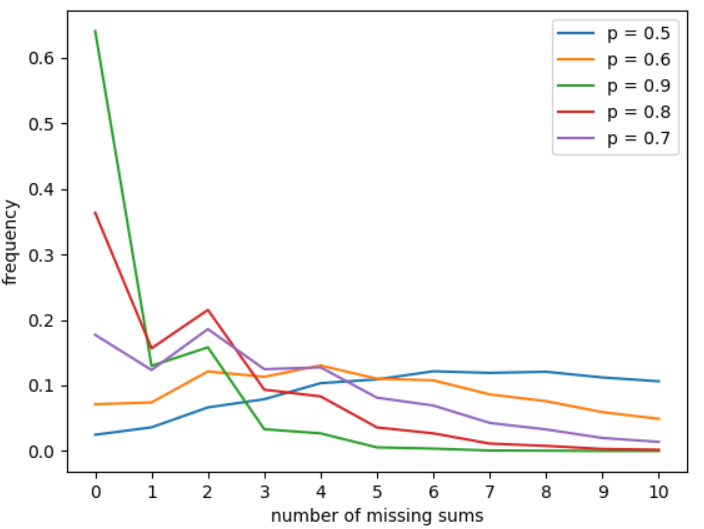 p = 0.5
p = 0.6
p = 0.9
p = 0.8
p = 0.7
0.6
0.5
0.4
0.3
0.2
0.1
0.0
frequency
0 1 2 3 4 5 6 7 8 9 10
number of missing sums